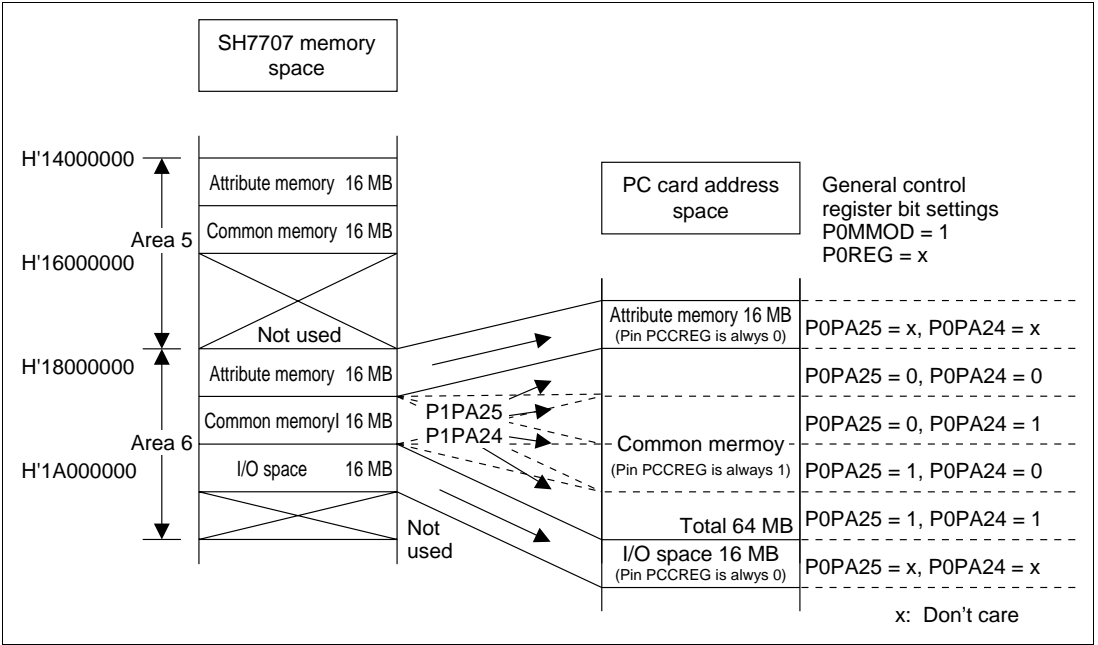 SH7707 memory
space
H'14000000
Attribute memory 16 MB
Common memory 16 MB
Area 5
H'16000000
Not used
H'18000000
Attribute memory 16 MB
Common memoryI 16 MB
Area 6
H'1A000000
I/O space 16 MB
Not
used
P1PA25
P1PA24
PC card address
space
Attribute memory 16 MB
(Pin PCCREG is alwys 0)
Common mermoy
(Pin PCCREG is always 1)
Total 64 MB
I/O space 16 MB
(Pin PCCREG is alwys 0)
General control
register bit settings
P0MMOD = 1
P0REG = x
P0PA25 = x, P0PA24 = x
P0PA25 = 0, P0PA24 = 0
P0PA25 = 0, P0PA24 = 1
P0PA25 = 1, P0PA24 = 0
P0PA25 = 1, P0PA24 = 1
P0PA25 = x, P0PA24 = x
x: Don't care